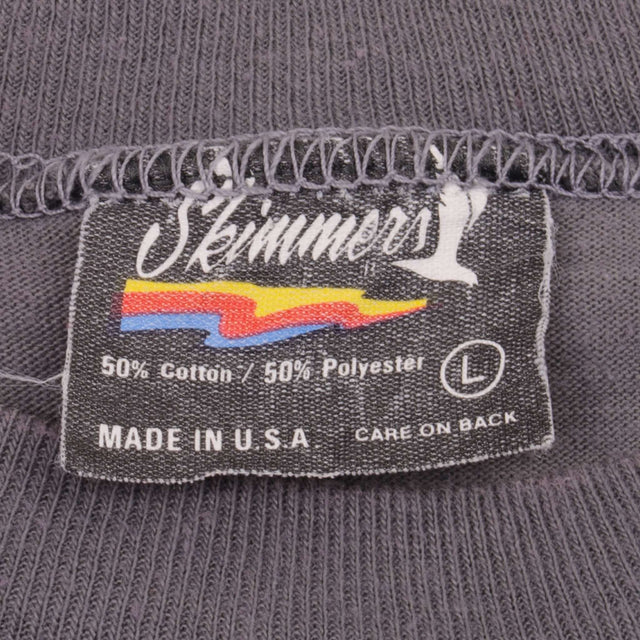 Skimmers
50% Cotton / 50% Polyester
L
MADE IN U.S.A
CARE ON BACK